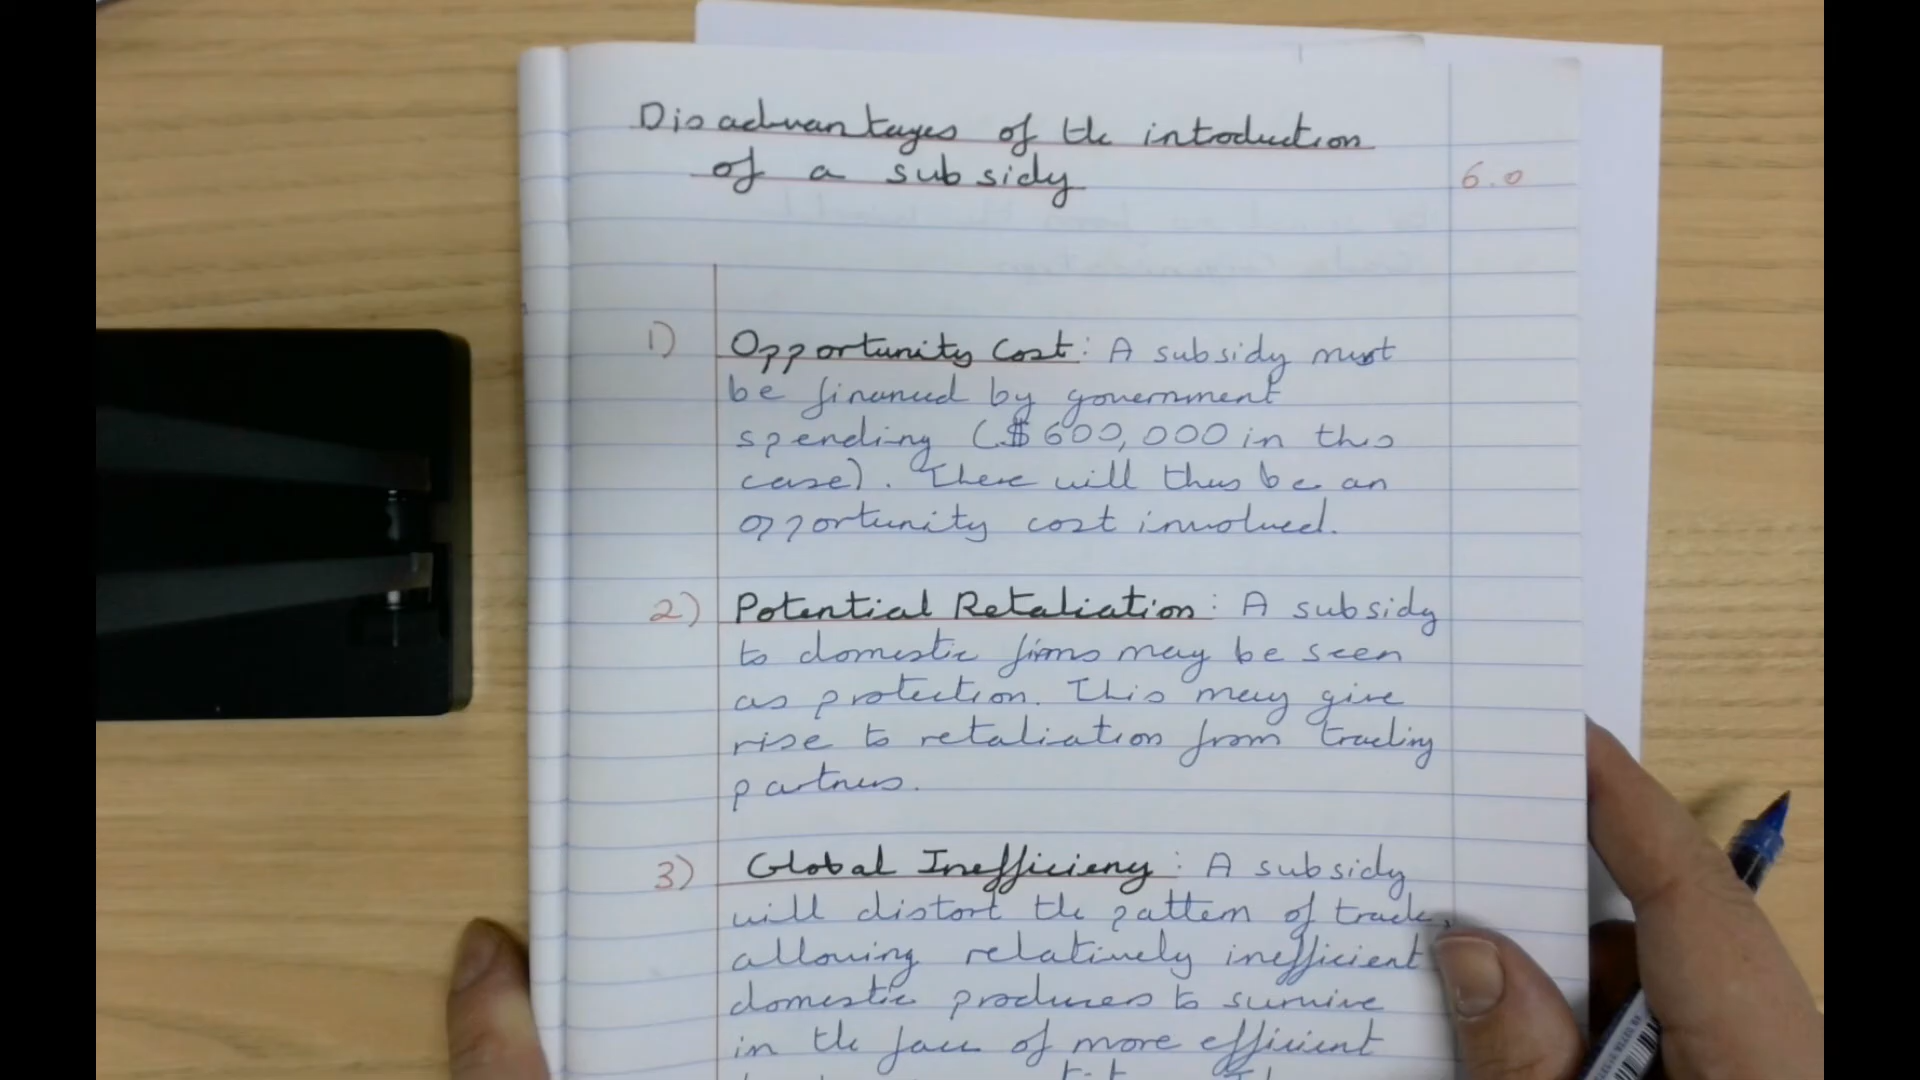 Disadvantages of the introduction
of a subsidy
6.0
1) Opportunity Cost: A subsidy must
be financed by government
spending ($600,000 in this
case). There will thus be an
opportunity cost involved.
2) Potential Retaliation: A subsidy
to domestic firms may be seen
as protection. This may give
rise to retaliation from trading
partners.
3) Global Inefficiency: A subsidy
will distort the pattern of trade,
allowing relatively inefficient
domestic producers to survive
in the face of more efficient